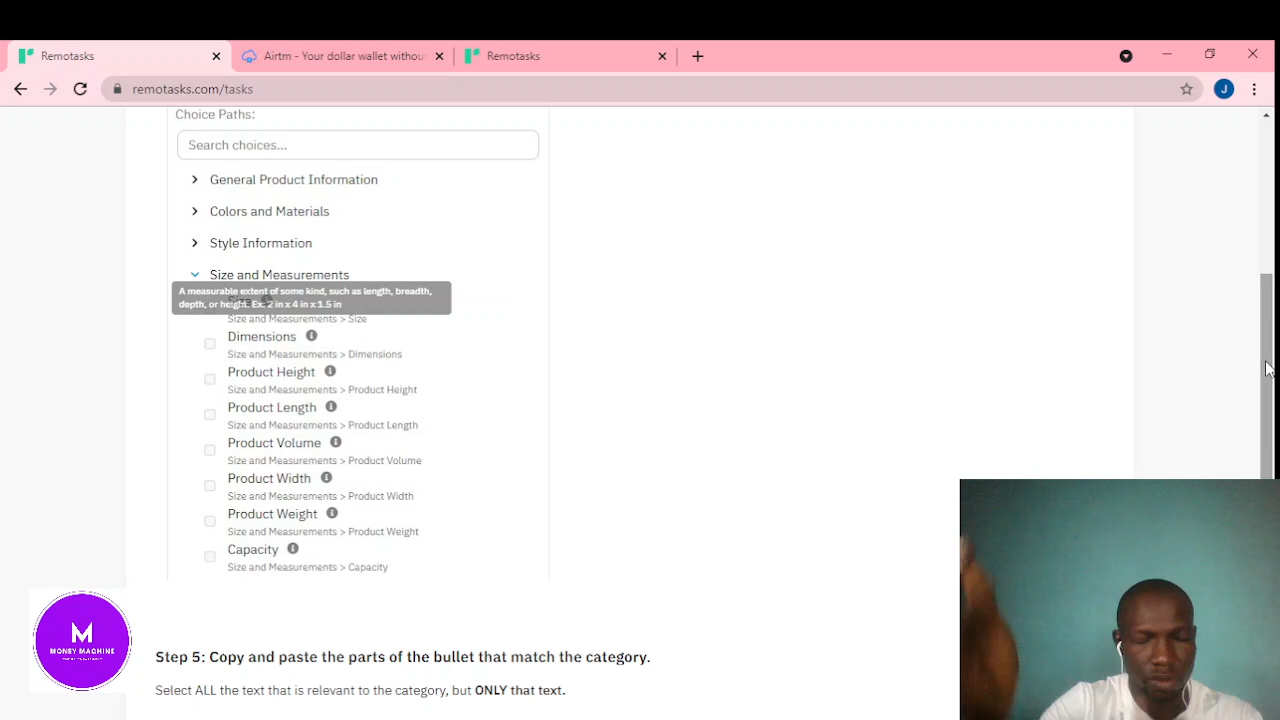 Remotasks
Airtm - Your dollar wallet withou
Remotasks
remotasks.com/tasks
J
Choice Paths:
Search choices...
General Product Information
Colors and Materials
Style Information
Size and Measurements
A measurable extent of some kind, such as length, breadth,
depth, or height. Ex: 2 in x 4 in x 1.5 in
Size
Size and Measurements > Size
Dimensions
Size and Measurements > Dimensions
Product Height
Size and Measurements > Product Height
Product Length
Size and Measurements > Product Length
Product Volume
Size and Measurements > Product Volume
Product Width
Size and Measurements > Product Width
Product Weight
Size and Measurements > Product Weight
Capacity
Size and Measurements > Capacity
M
MONEY MACHINE
Step 5: Copy and paste the parts of the bullet that match the category.
Select ALL the text that is relevant to the category, but ONLY that text.